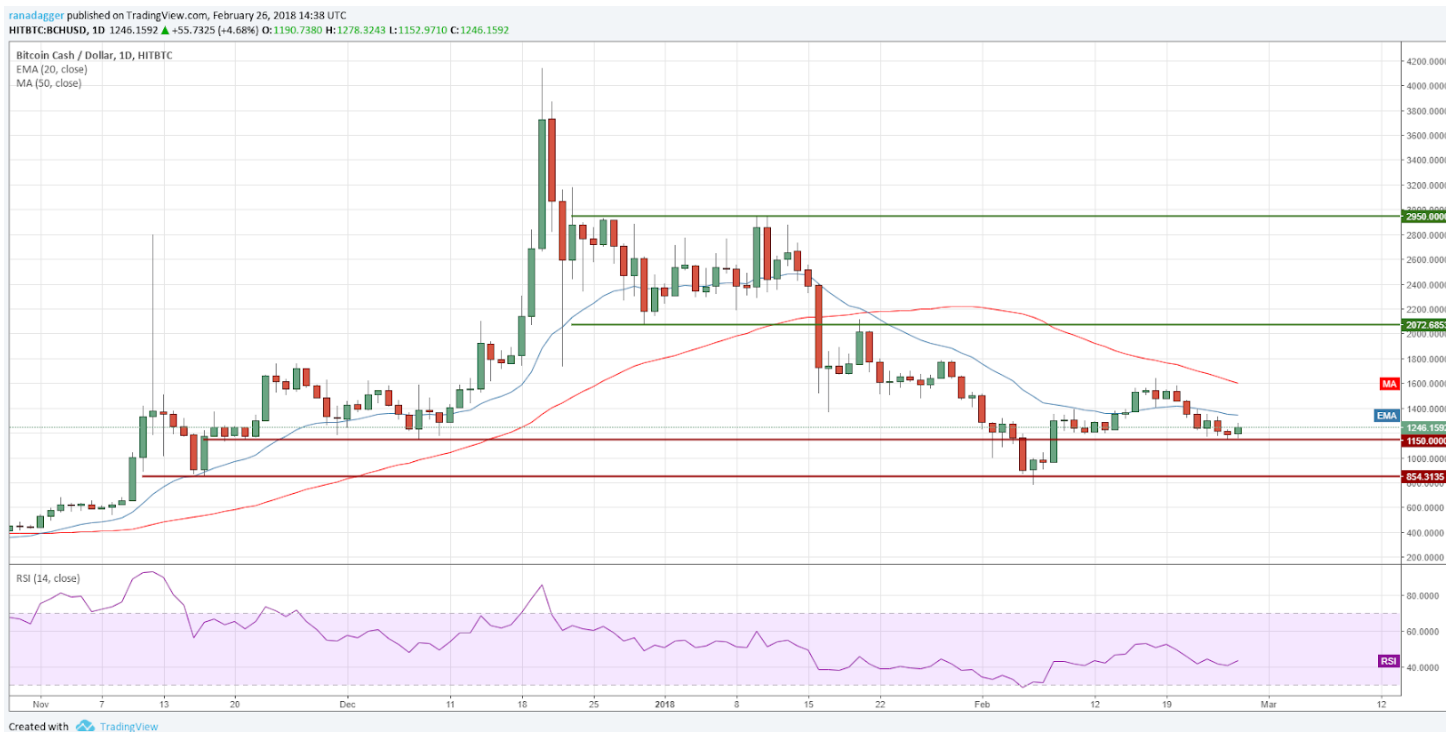 ranadagger published on TradingView.com, February 26, 2018 14:38 UTC
HITBTC:BCHUSD, 1D 1246.1592 ▲ +55.7325 (+4.68%) O:1190.7380 H:1278.3243 L:1152.9710 C:1246.1592
Bitcoin Cash / Dollar, 1D, HITBTC
EMA (20, close)
MA (50, close)
4200.0000
4000.0000
3800.0000
3600.0000
3400.0000
3200.0000
2950.0000
2800.0000
2600.0000
2400.0000
2200.0000
2072.6853
2000.0000
1800.0000
MA
1600.0000
EMA
1400.0000
1246.1592
1150.0000
1000.0000
854.3135
800.0000
600.0000
400.0000
200.0000
RSI (14, close)
80.0000
60.0000
RSI
40.0000
Nov 7 13 20 Dec 11 18 25 2018 8 15 22 Feb 12 19 Mar 12
Created with TradingView